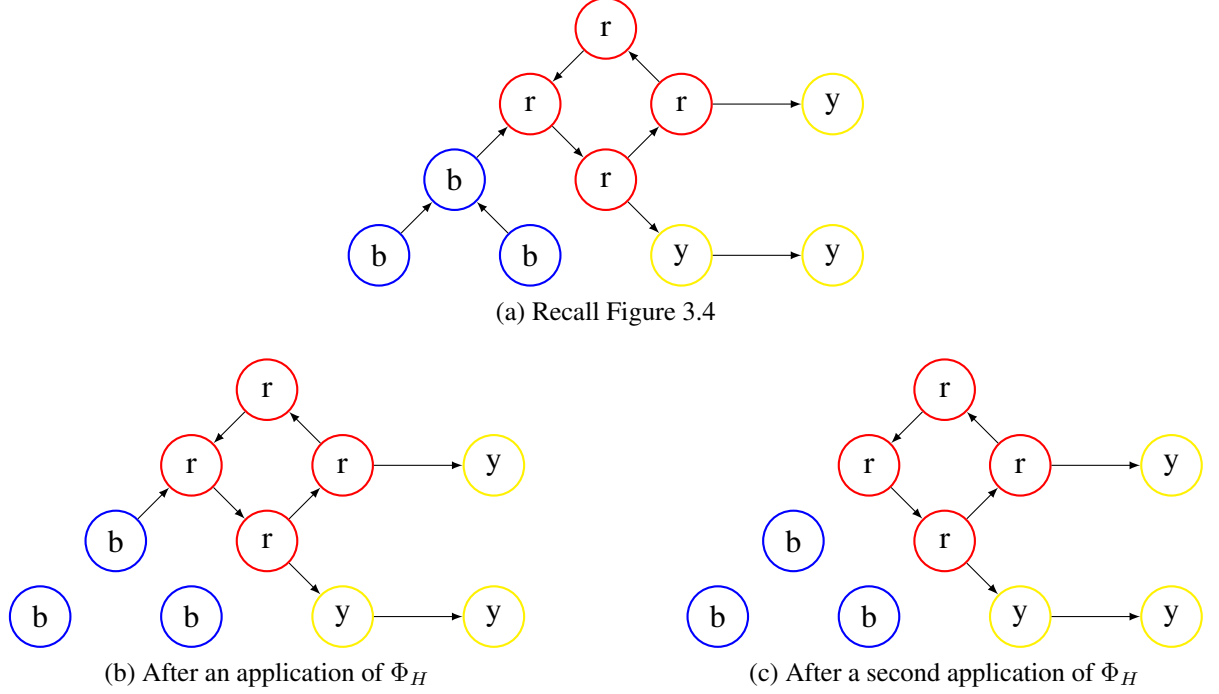 r
r r y
b r
b b y y
(a) Recall Figure 3.4
r r
r r y r r y
b r b r
b b y y b b y y
(b) After an application of Φ_H (c) After a second application of Φ_H